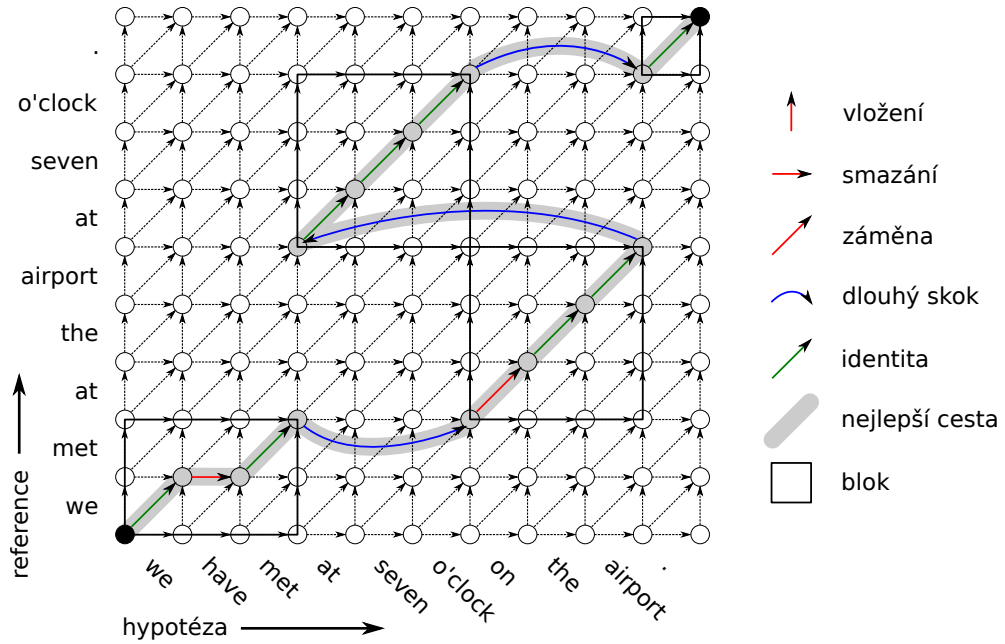 .
o'clock
seven
at
airport
the
at
met
we
reference
we
have
met
at
seven
o'clock
on
the
airport
.
hypotéza
vložení
smazání
záměna
dlouhý skok
identita
nejlepší cesta
blok